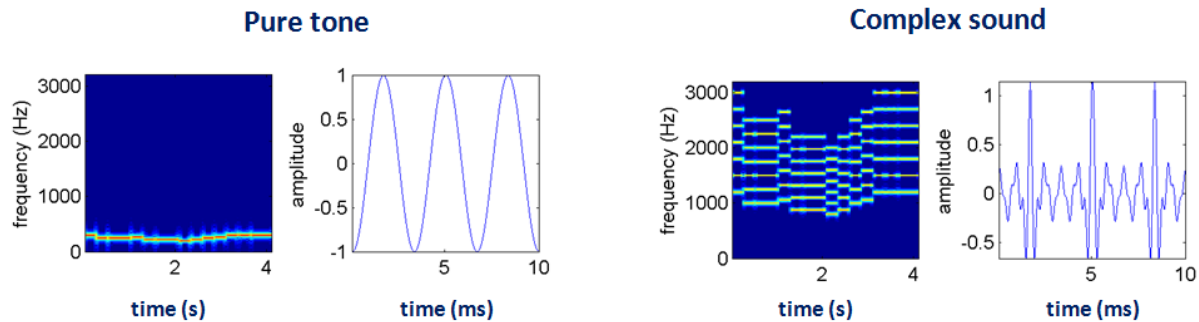 Pure tone
Complex sound
frequency (Hz)
3000
2000
1000
0
2
4
time (s)
amplitude
1
0.5
0
-0.5
-1
5
10
time (ms)
frequency (Hz)
3000
2000
1000
0
2
4
time (s)
amplitude
1
0.5
0
-0.5
5
10
time (ms)